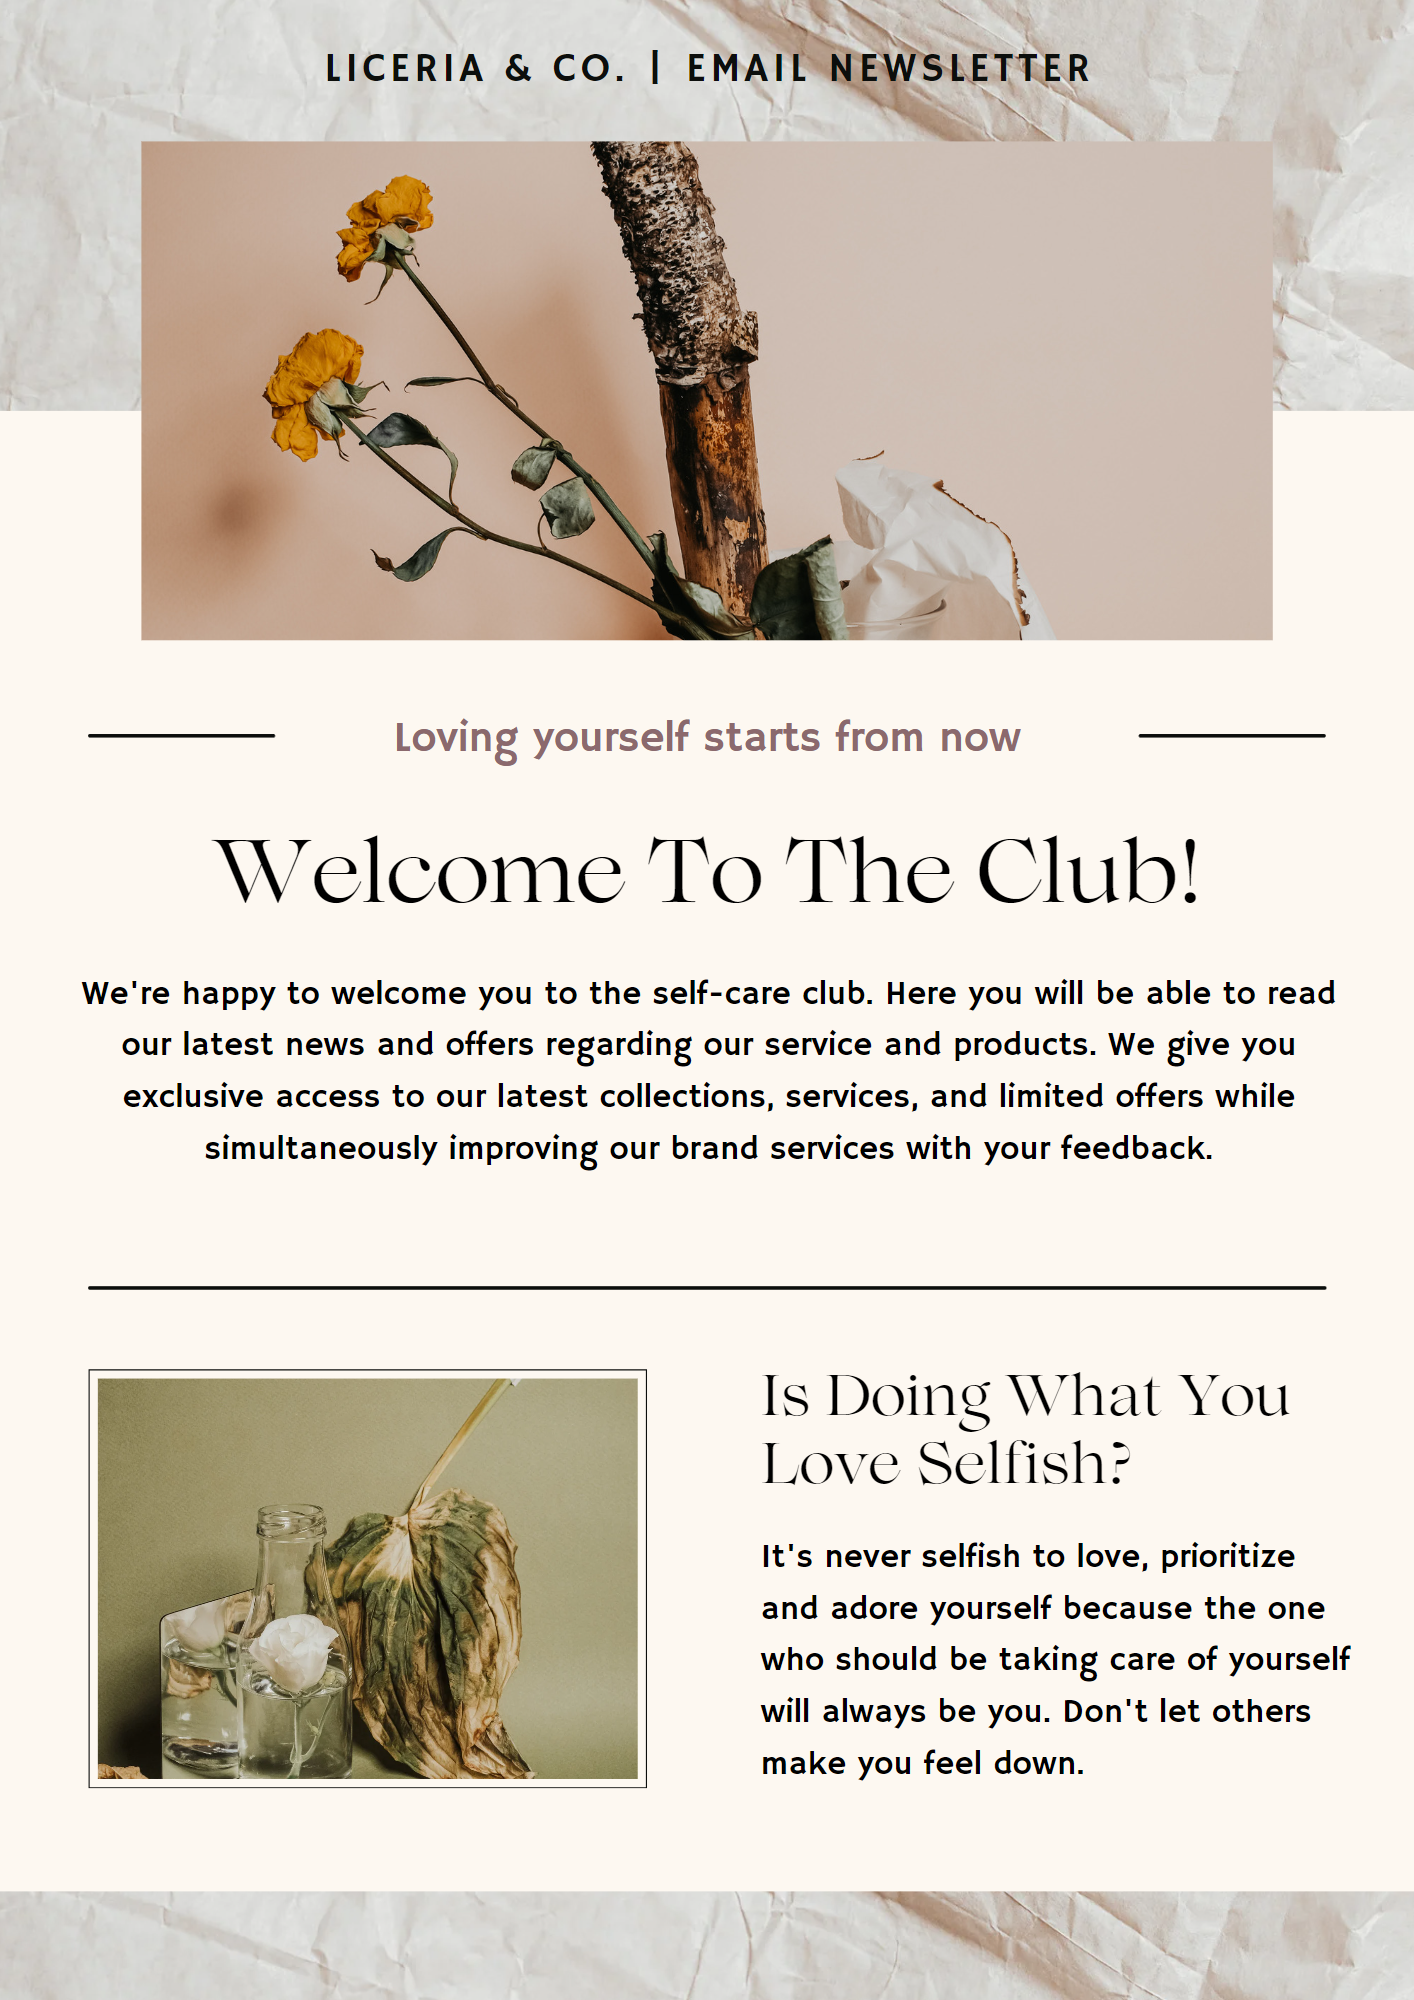 LICERIA & CO. | EMAIL NEWSLETTER
Loving yourself starts from now
Welcome To The Club!
We're happy to welcome you to the self-care club. Here you will be able to read
our latest news and offers regarding our service and products. We give you
exclusive access to our latest collections, services, and limited offers while
simultaneously improving our brand services with your feedback.
Is Doing What You
Love Selfish?
It's never selfish to love, prioritize
and adore yourself because the one
who should be taking care of yourself
will always be you. Don't let others
make you feel down.